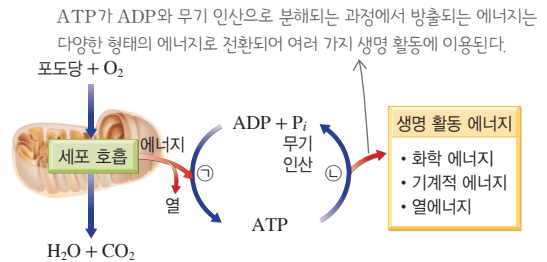 ATP가 ADP와 무기 인산으로 분해되는 과정에서 방출되는 에너지는
다양한 형태의 에너지로 전환되어 여러 가지 생명 활동에 이용된다.
포도당 + O₂
세포 호흡
에너지
열
H₂O + CO₂
㉠
ADP + Pᵢ
무기
인산
ATP
㉡
생명 활동 에너지
• 화학 에너지
• 기계적 에너지
• 열에너지